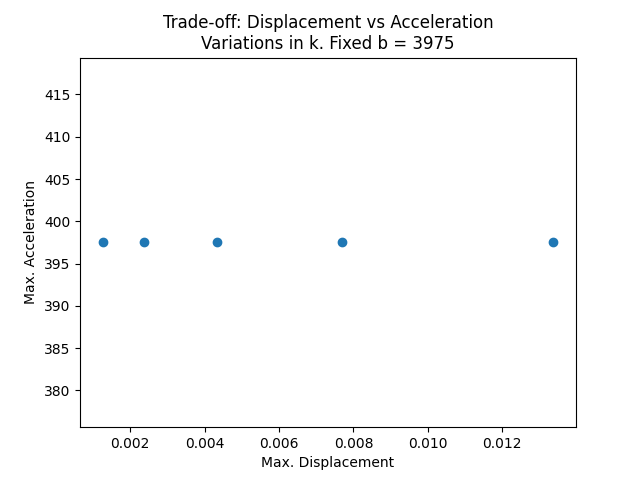 Trade-off: Displacement vs Acceleration
Variations in k. Fixed b = 3975
415
410
405
400
395
390
385
380
Max. Acceleration
0.002 0.004 0.006 0.008 0.010 0.012
Max. Displacement